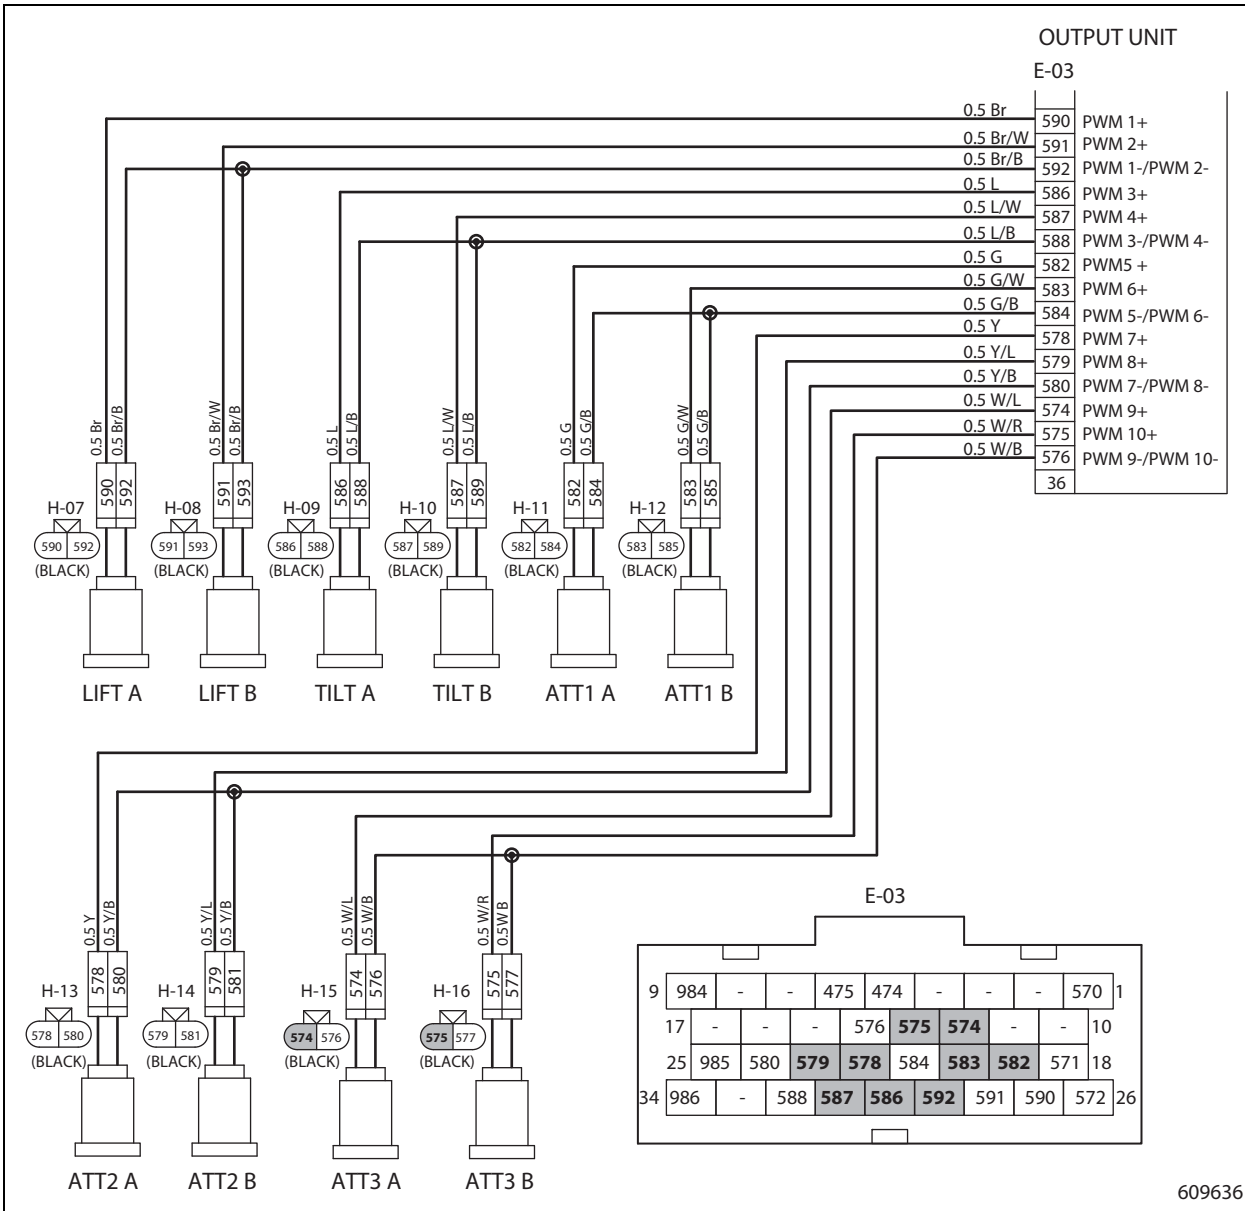 OUTPUT UNIT
E-03
0.5 Br 590 PWM 1+
0.5 Br/W 591 PWM 2+
0.5 Br/B 592 PWM 1-/PWM 2-
0.5 L 586 PWM 3+
0.5 L/W 587 PWM 4+
0.5 L/B 588 PWM 3-/PWM 4-
0.5 G 582 PWM5 +
0.5 G/W 583 PWM 6+
0.5 G/B 584 PWM 5-/PWM 6-
0.5 Y 578 PWM 7+
0.5 Y/L 579 PWM 8+
0.5 Y/B 580 PWM 7-/PWM 8-
0.5 W/L 574 PWM 9+
0.5 W/R 575 PWM 10+
0.5 W/B 576 PWM 9-/PWM 10-
36
0.5 Br 0.5 Br/B 0.5 Br/W 0.5 Br/B 0.5 L 0.5 L/B 0.5 L/W 0.5 L/B 0.5 G 0.5 G/B 0.5 G/W 0.5 G/B
590 592 591 593 586 588 587 589 582 584 583 585
H-07 H-08 H-09 H-10 H-11 H-12
590 592 591 593 586 588 587 589 582 584 583 585
(BLACK) (BLACK) (BLACK) (BLACK) (BLACK) (BLACK)
LIFT A LIFT B TILT A TILT B ATT1 A ATT1 B
0.5 Y 0.5 Y/B 0.5 Y/L 0.5 Y/B 0.5 W/L 0.5 W/B 0.5 W/R 0.5W B
578 580 579 581 574 576 575 577
H-13 H-14 H-15 H-16
578 580 579 581 574 576 575 577
(BLACK) (BLACK) (BLACK) (BLACK)
ATT2 A ATT2 B ATT3 A ATT3 B
E-03
9 984 - - 475 474 - - - 570 1
17 - - - 576 575 574 - - 10
25 985 580 579 578 584 583 582 571 18
34 986 - 588 587 586 592 591 590 572 26
609636